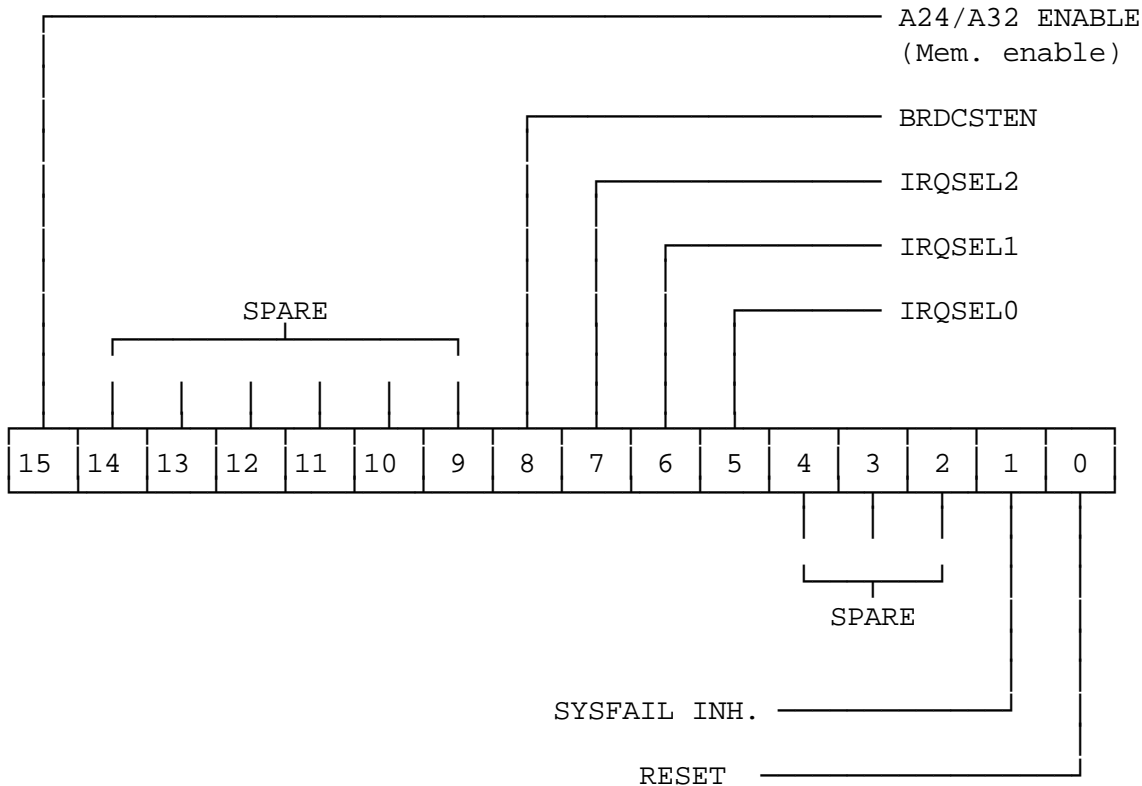 A24/A32 ENABLE
(Mem. enable)
BRDCSTEN
IRQSEL2
IRQSEL1
SPARE
IRQSEL0
15 14 13 12 11 10 9 8 7 6 5 4 3 2 1 0
SPARE
SYSFAIL INH.
RESET